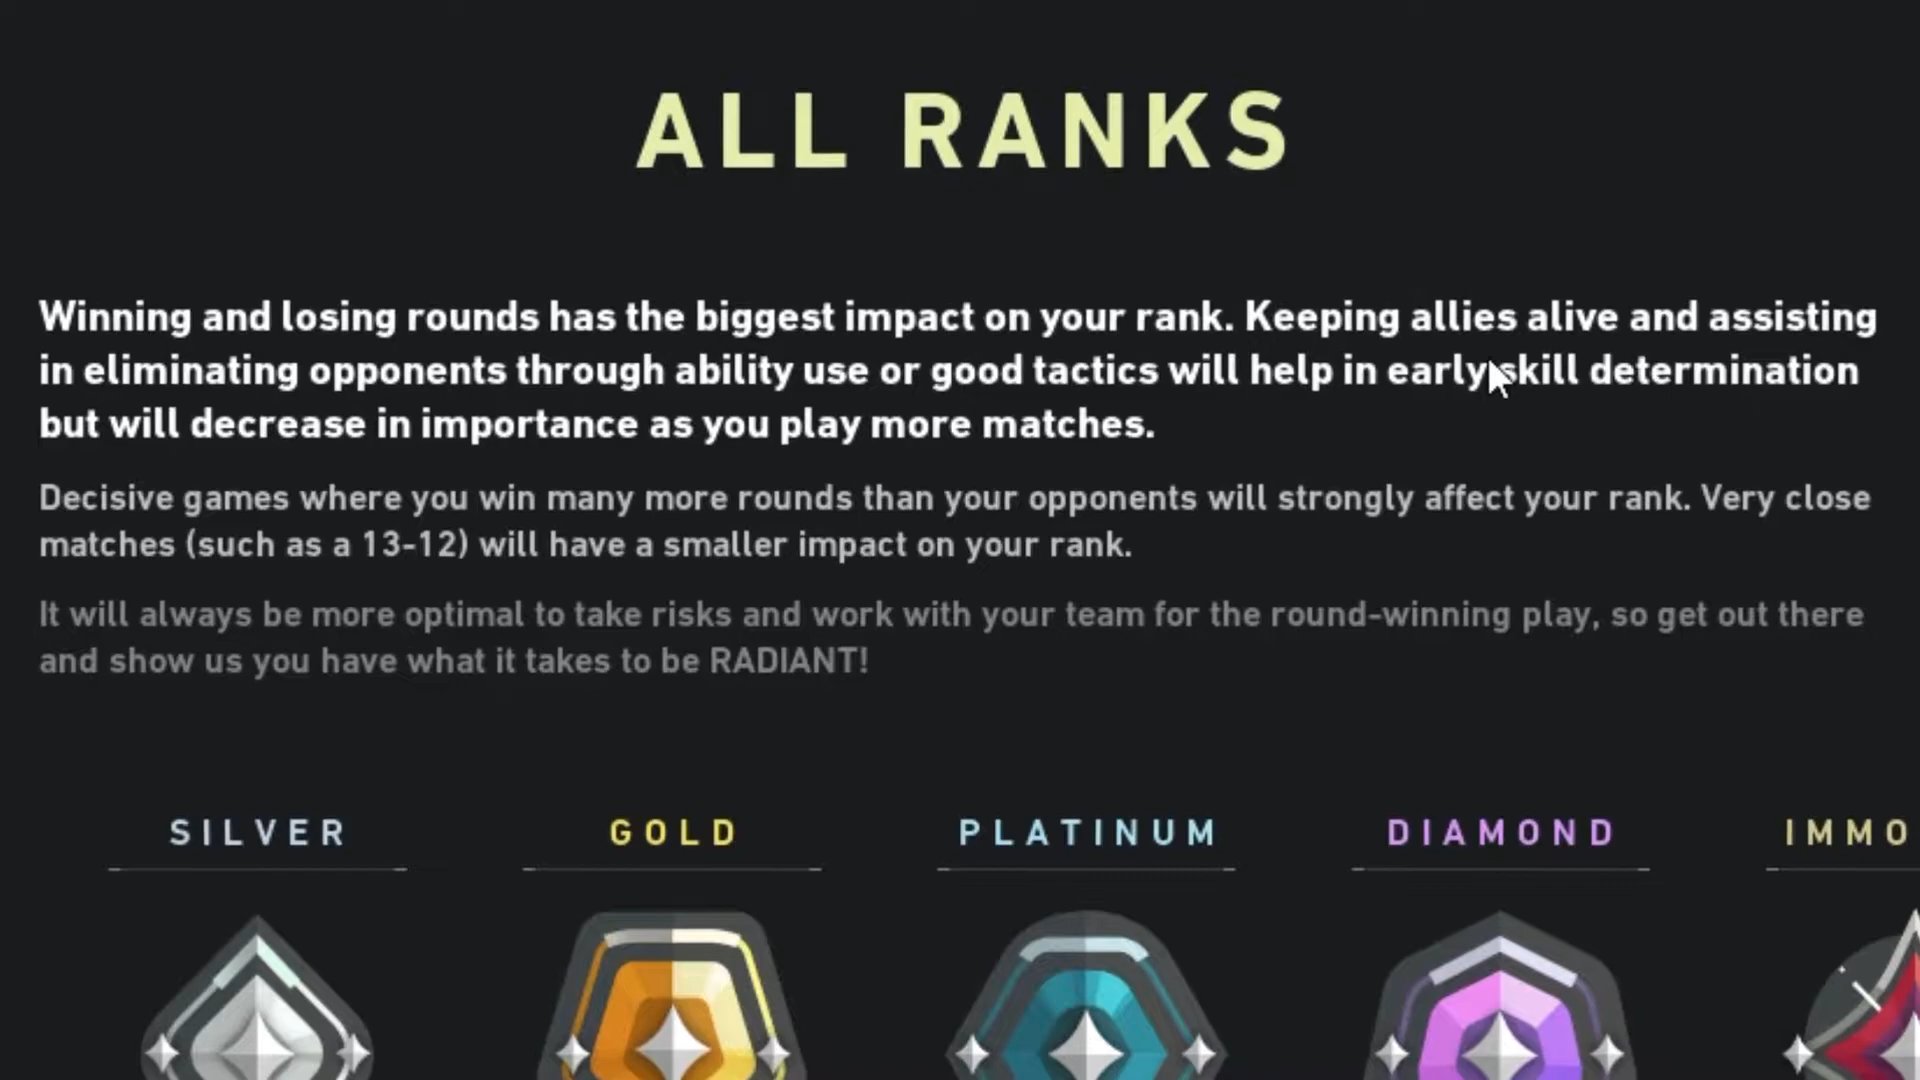 ALL RANKS
Winning and losing rounds has the biggest impact on your rank. Keeping allies alive and assisting
in eliminating opponents through ability use or good tactics will help in early skill determination
but will decrease in importance as you play more matches.
Decisive games where you win many more rounds than your opponents will strongly affect your rank. Very close
matches (such as a 13-12) will have a smaller impact on your rank.
It will always be more optimal to take risks and work with your team for the round-winning play, so get out there
and show us you have what it takes to be RADIANT!
SILVER GOLD PLATINUM DIAMOND IMMO